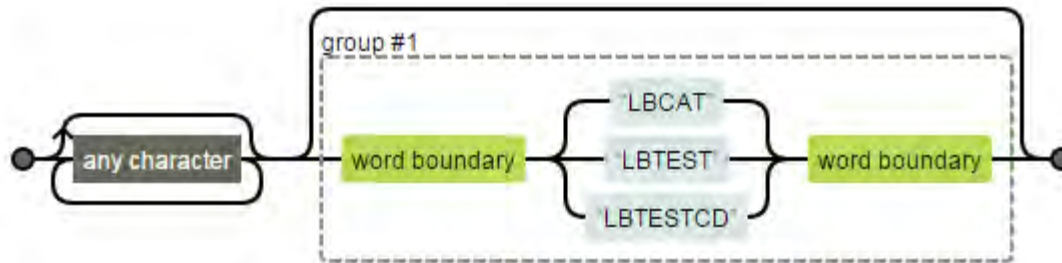 group #1
"LBCAT"
any character
word boundary
"LBTEST"
word boundary
"LBTESTCD"